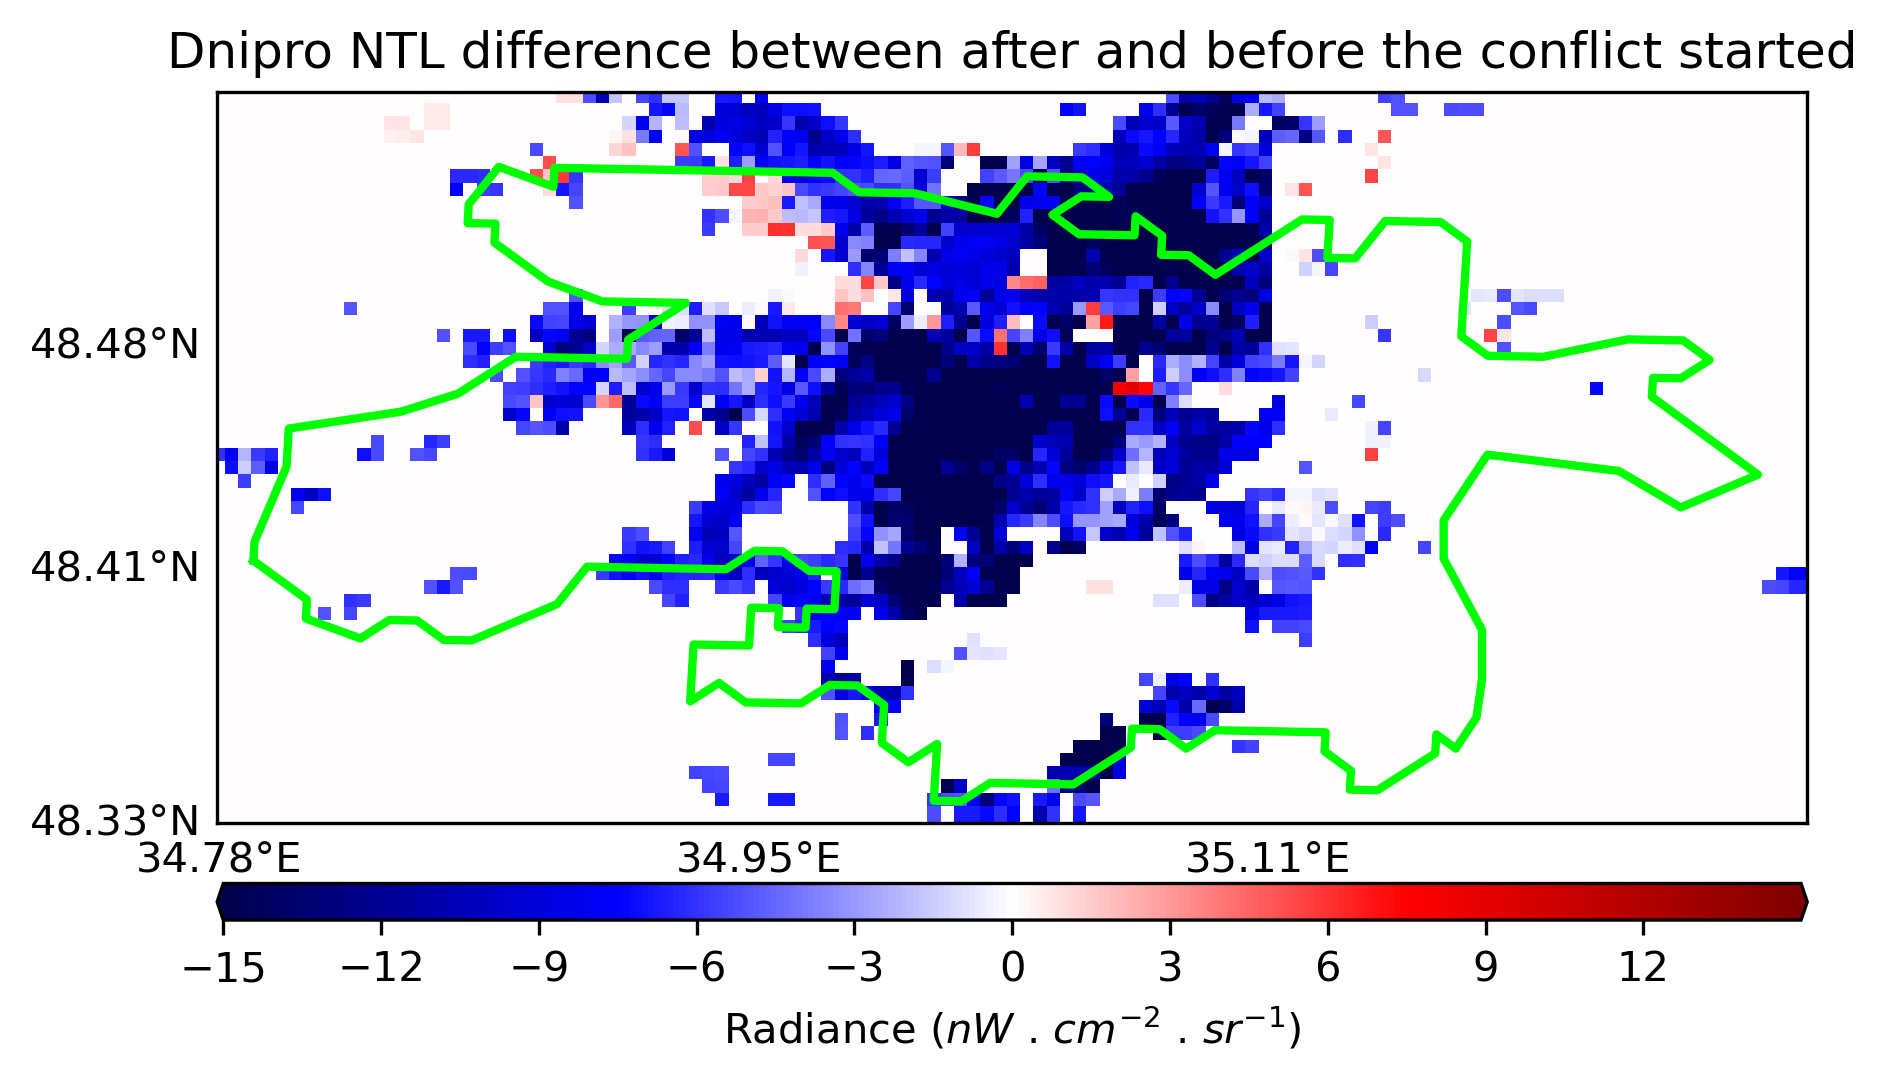 Dnipro NTL difference between after and before the conflict started
48.48°N
48.41°N
48.33°N
34.78°E 34.95°E 35.11°E
−15 −12 −9 −6 −3 0 3 6 9 12
Radiance (nW . cm⁻² . sr⁻¹)